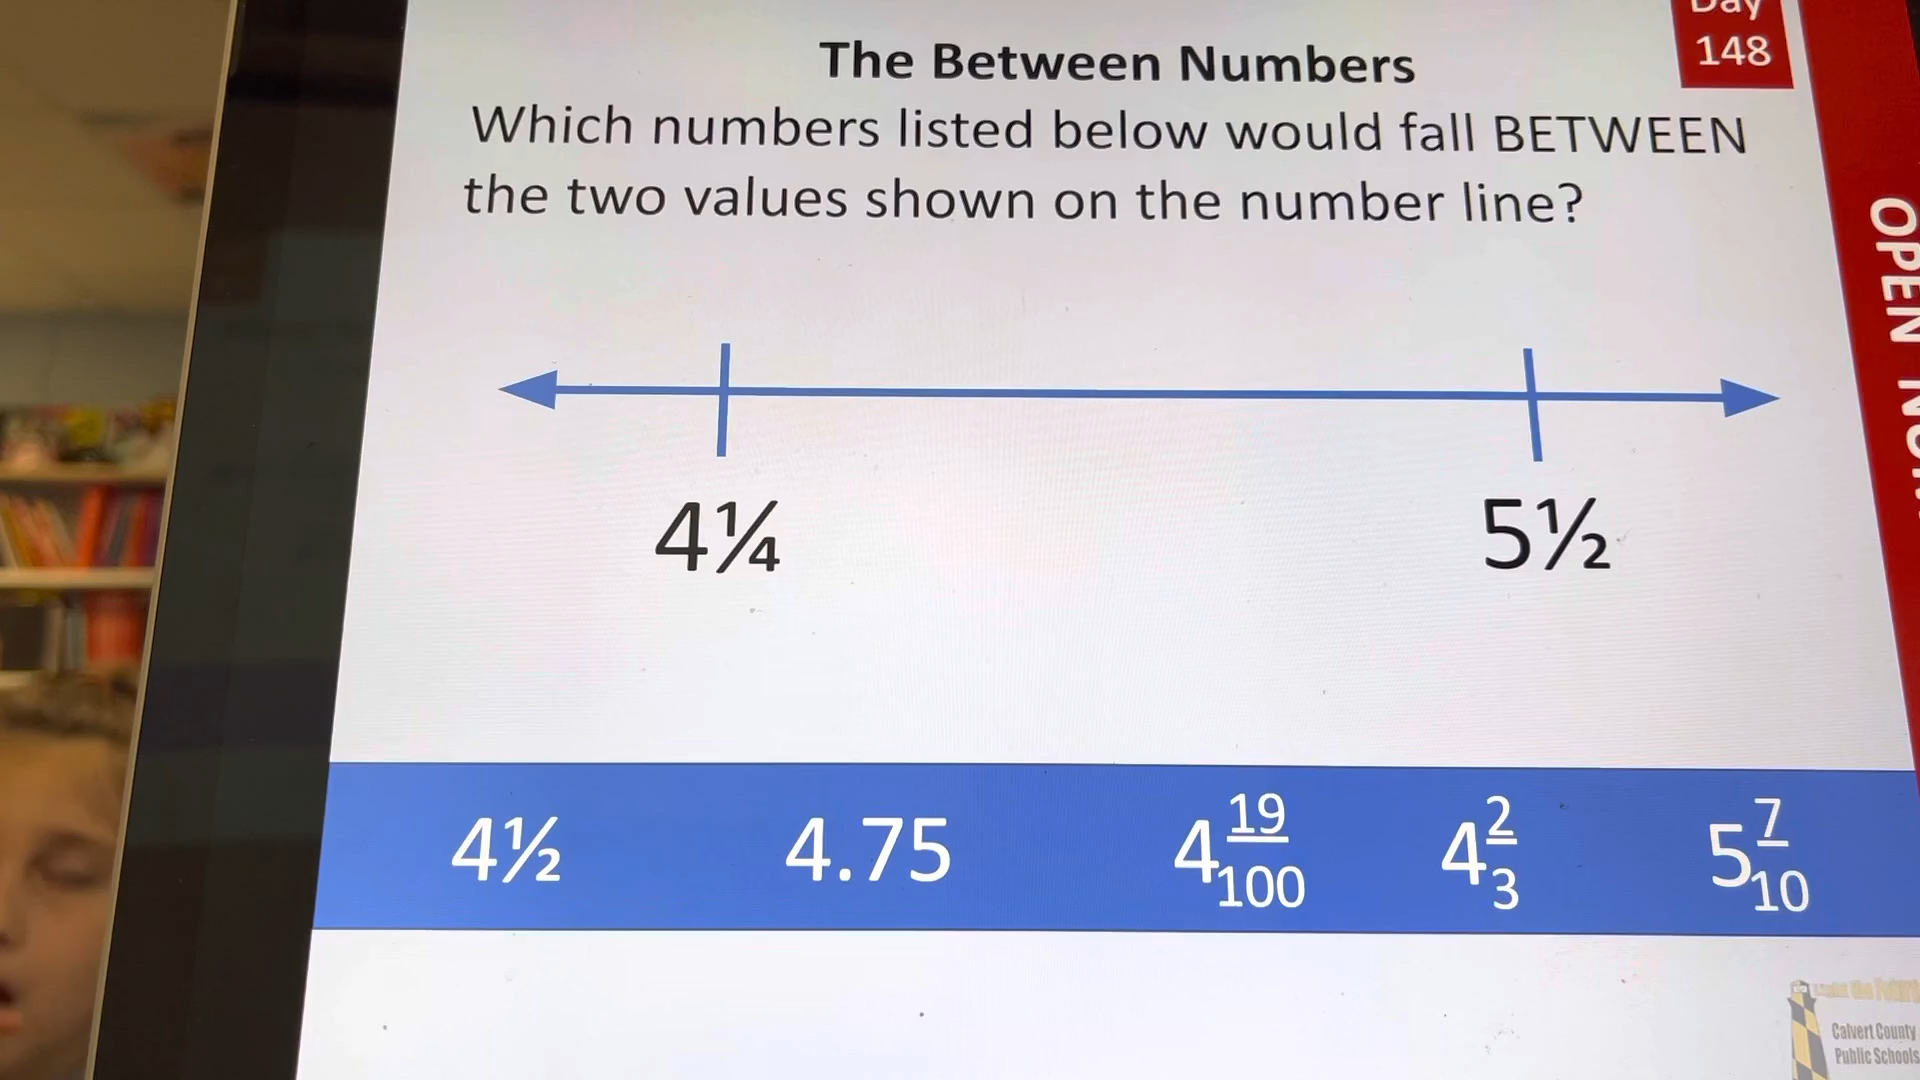 Day
148
The Between Numbers
Which numbers listed below would fall BETWEEN
the two values shown on the number line?
4¼
5½
4½ 4.75 4 19/100 4 2/3 5 7/10
OPEN
Calvert County
Public Schools